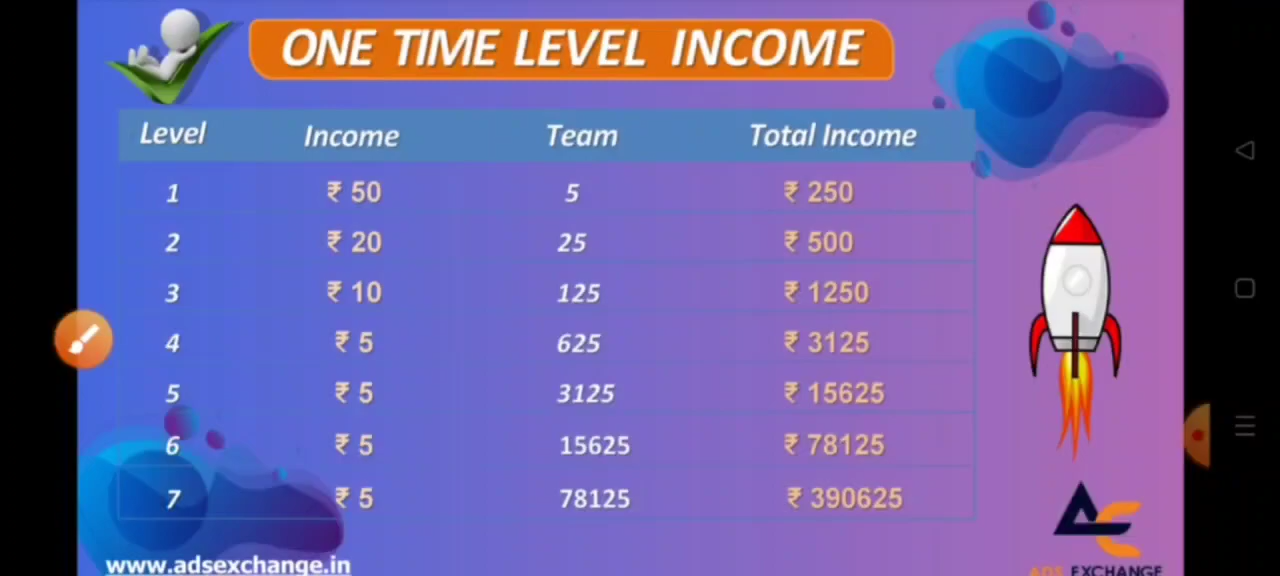 ONE TIME LEVEL INCOME
Level Income Team Total Income
1 ₹ 50 5 ₹ 250
2 ₹ 20 25 ₹ 500
3 ₹ 10 125 ₹ 1250
4 ₹ 5 625 ₹ 3125
5 ₹ 5 3125 ₹ 15625
6 ₹ 5 15625 ₹ 78125
7 ₹ 5 78125 ₹ 390625
www.adsexchange.in
ADS EXCHANGE